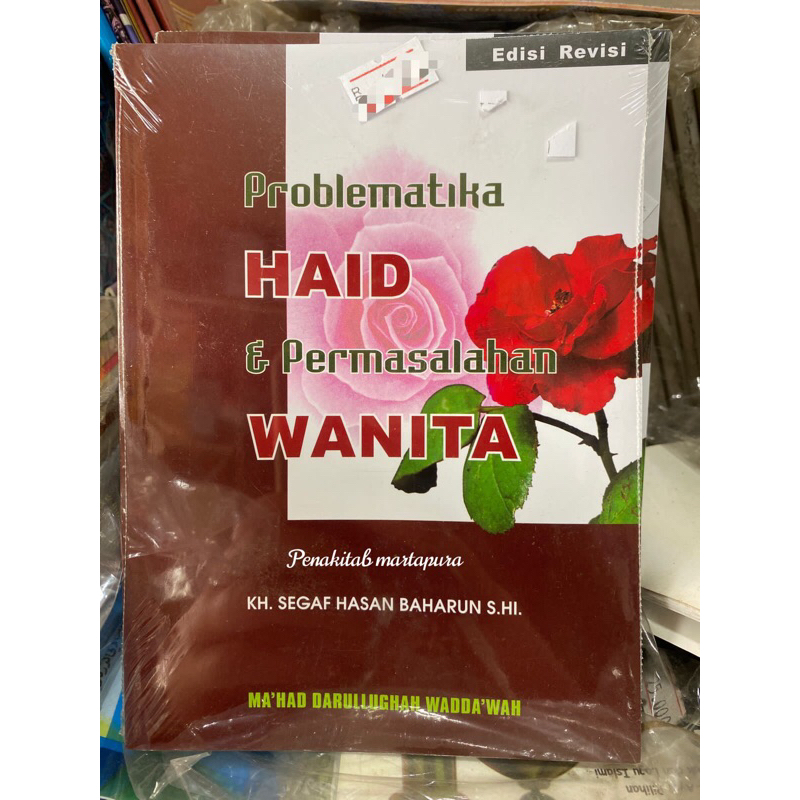 Edisi Revisi
Problematika
HAID
& Permasalahan
WANITA
Penakitab martapura
KH. SEGAF HASAN BAHARUN S.HI.
MA'HAD DARULLUGHAH WADDA'WAH